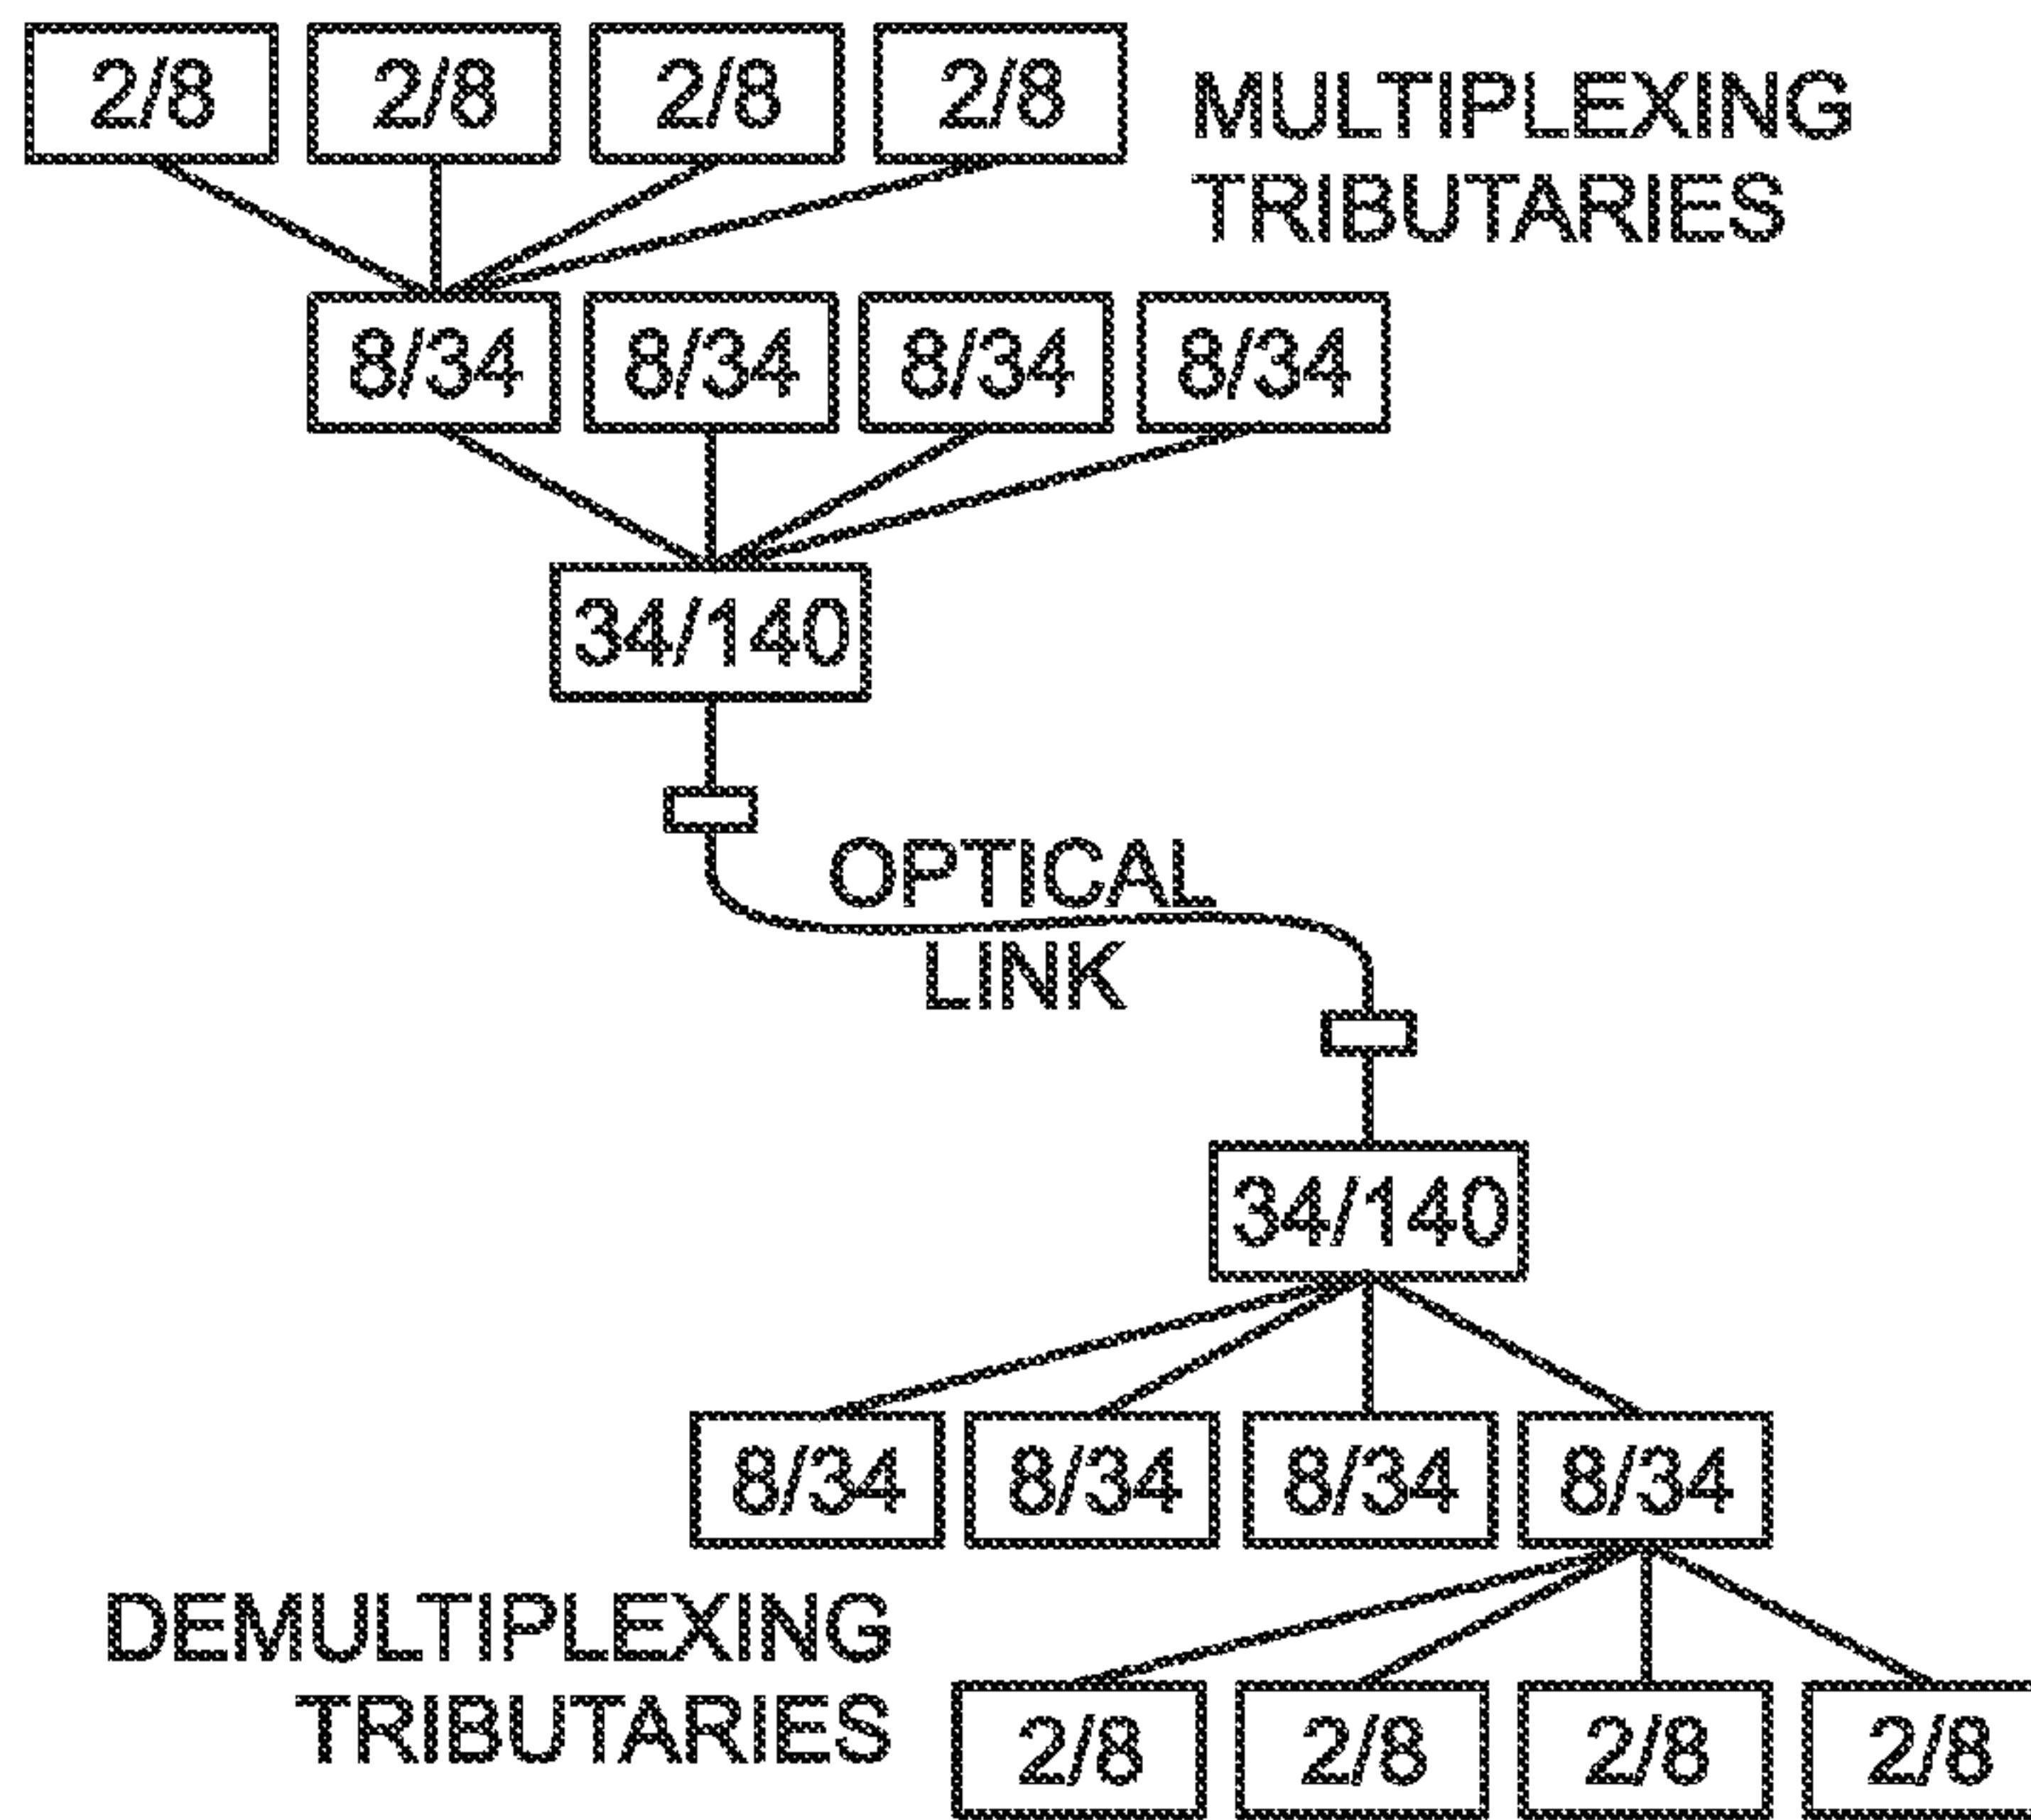 2/8 2/8 2/8 2/8
MULTIPLEXING
TRIBUTARIES
8/34 8/34 8/34 8/34
34/140
OPTICAL
LINK
34/140
8/34 8/34 8/34 8/34
DEMULTIPLEXING
TRIBUTARIES
2/8 2/8 2/8 2/8